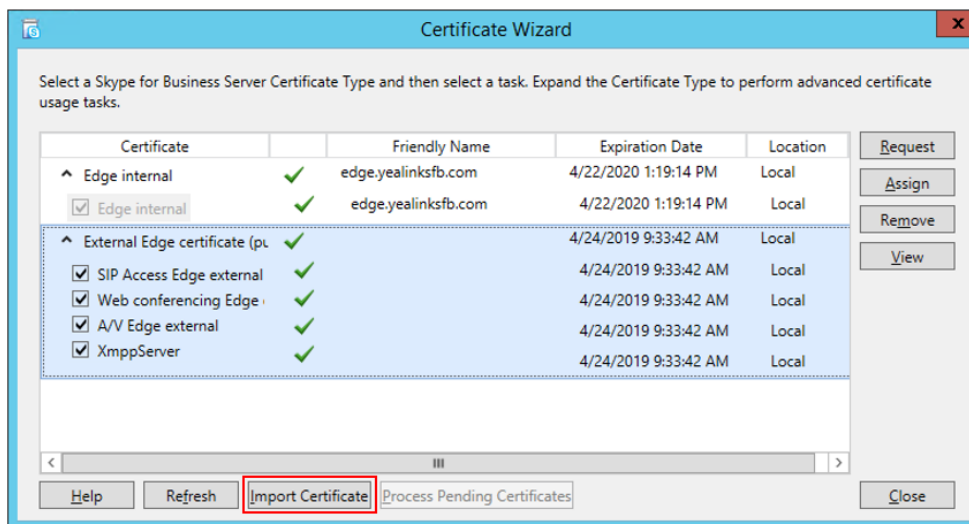 Certificate Wizard
x
Select a Skype for Business Server Certificate Type and then select a task. Expand the Certificate Type to perform advanced certificate
usage tasks.
Certificate Friendly Name Expiration Date Location
Edge internal edge.yealinksfb.com 4/22/2020 1:19:14 PM Local
Edge internal edge.yealinksfb.com 4/22/2020 1:19:14 PM Local
External Edge certificate (pu 4/24/2019 9:33:42 AM Local
SIP Access Edge external 4/24/2019 9:33:42 AM Local
Web conferencing Edge 4/24/2019 9:33:42 AM Local
A/V Edge external 4/24/2019 9:33:42 AM Local
XmppServer 4/24/2019 9:33:42 AM Local
Request
Assign
Remove
View
Help Refresh Import Certificate Process Pending Certificates Close